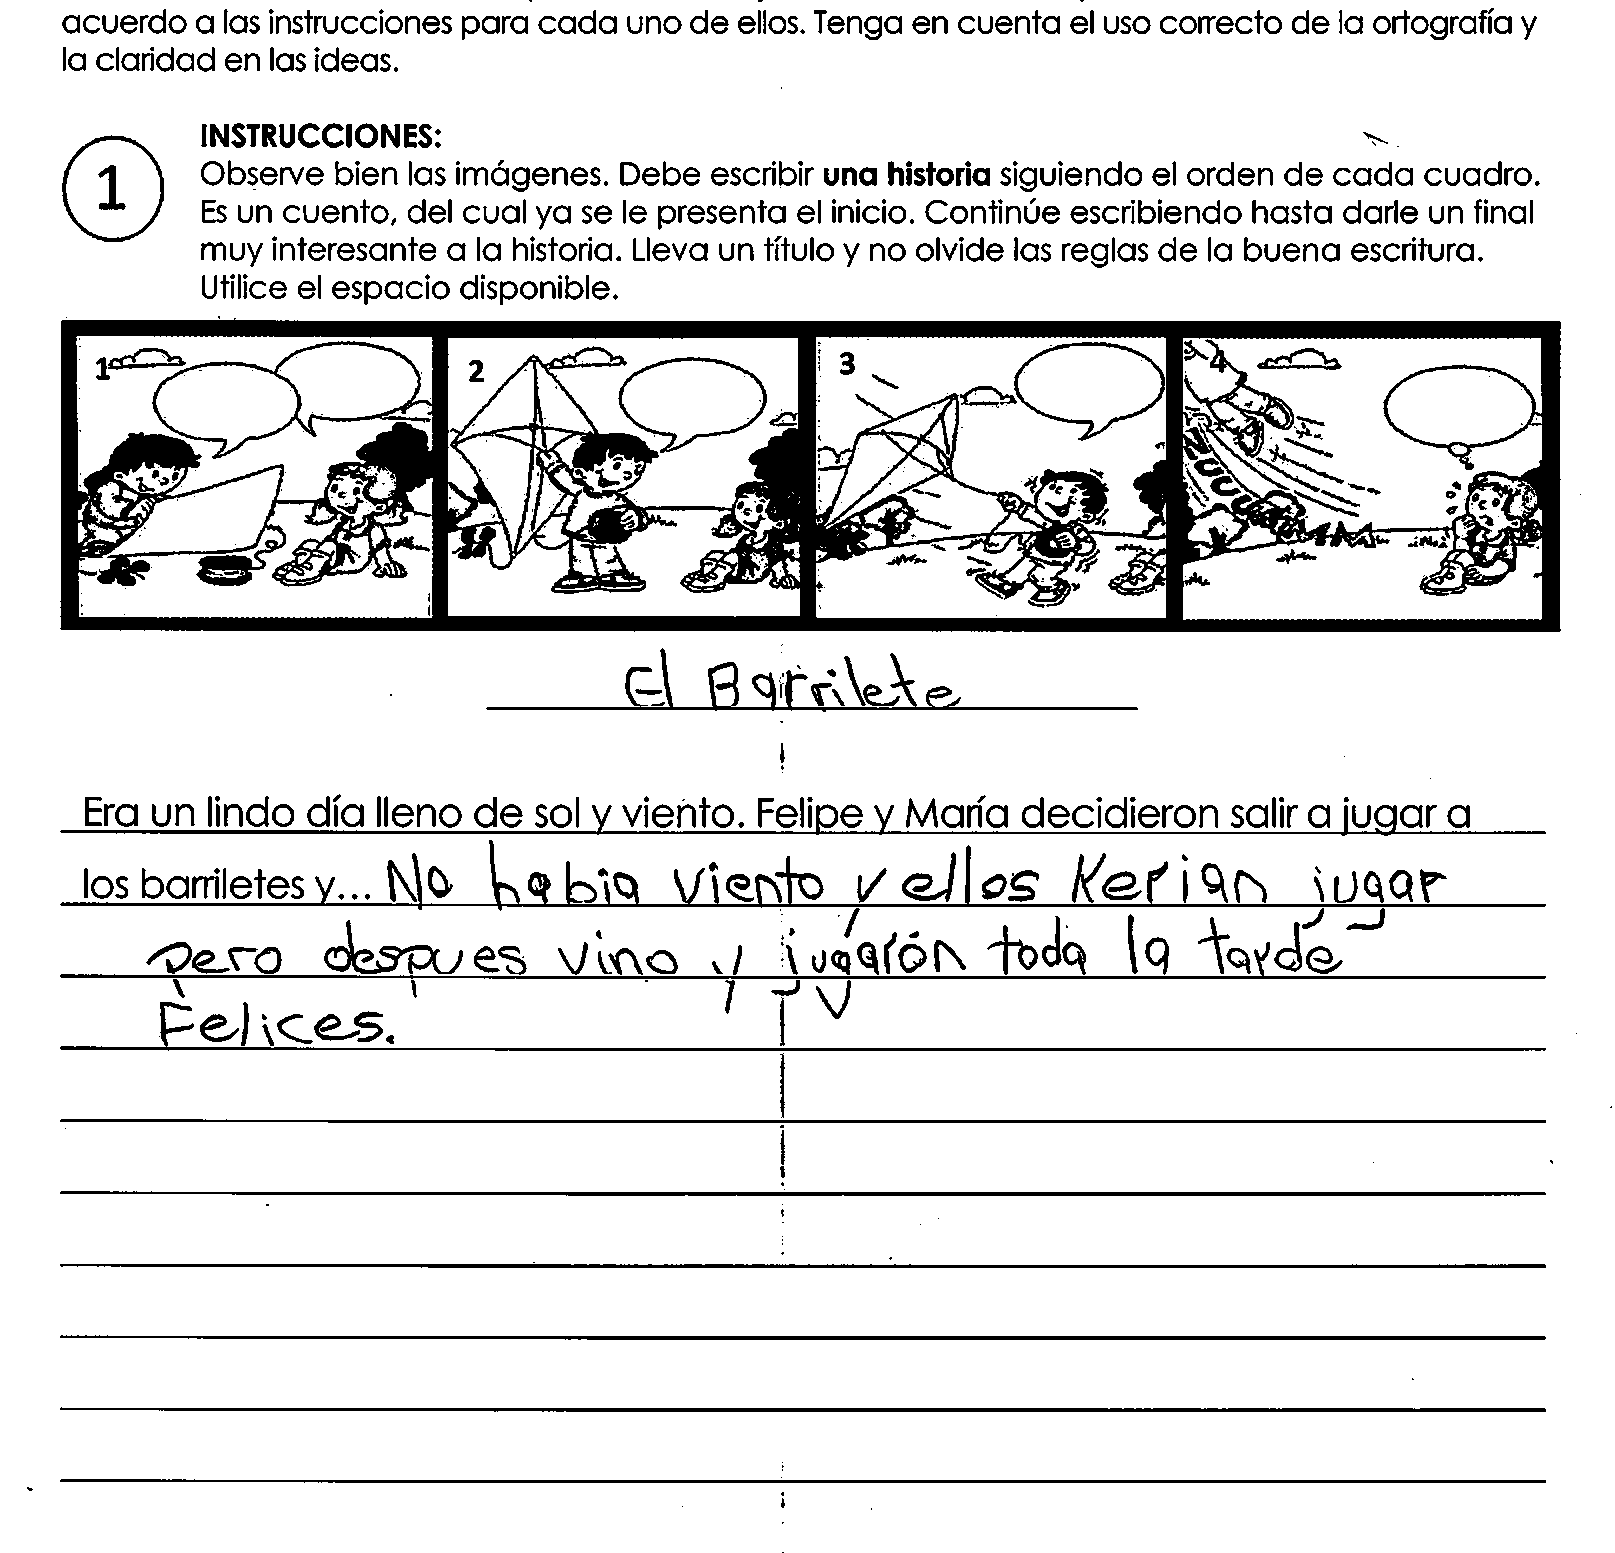 acuerdo a las instrucciones para cada uno de ellos. Tenga en cuenta el uso correcto de la ortografía y
la claridad en las ideas.
1
INSTRUCCIONES:
Observe bien las imágenes. Debe escribir una historia siguiendo el orden de cada cuadro.
Es un cuento, del cual ya se le presenta el inicio. Continúe escribiendo hasta darle un final
muy interesante a la historia. Lleva un título y no olvide las reglas de la buena escritura.
Utilice el espacio disponible.
1 2 3 4
El Barrilete
Era un lindo día lleno de sol y viento. Felipe y María decidieron salir a jugar a
los barriletes y... No habia viento y ellos Kerian jugar
pero despues vino y jugarón toda la tarde
Felices.